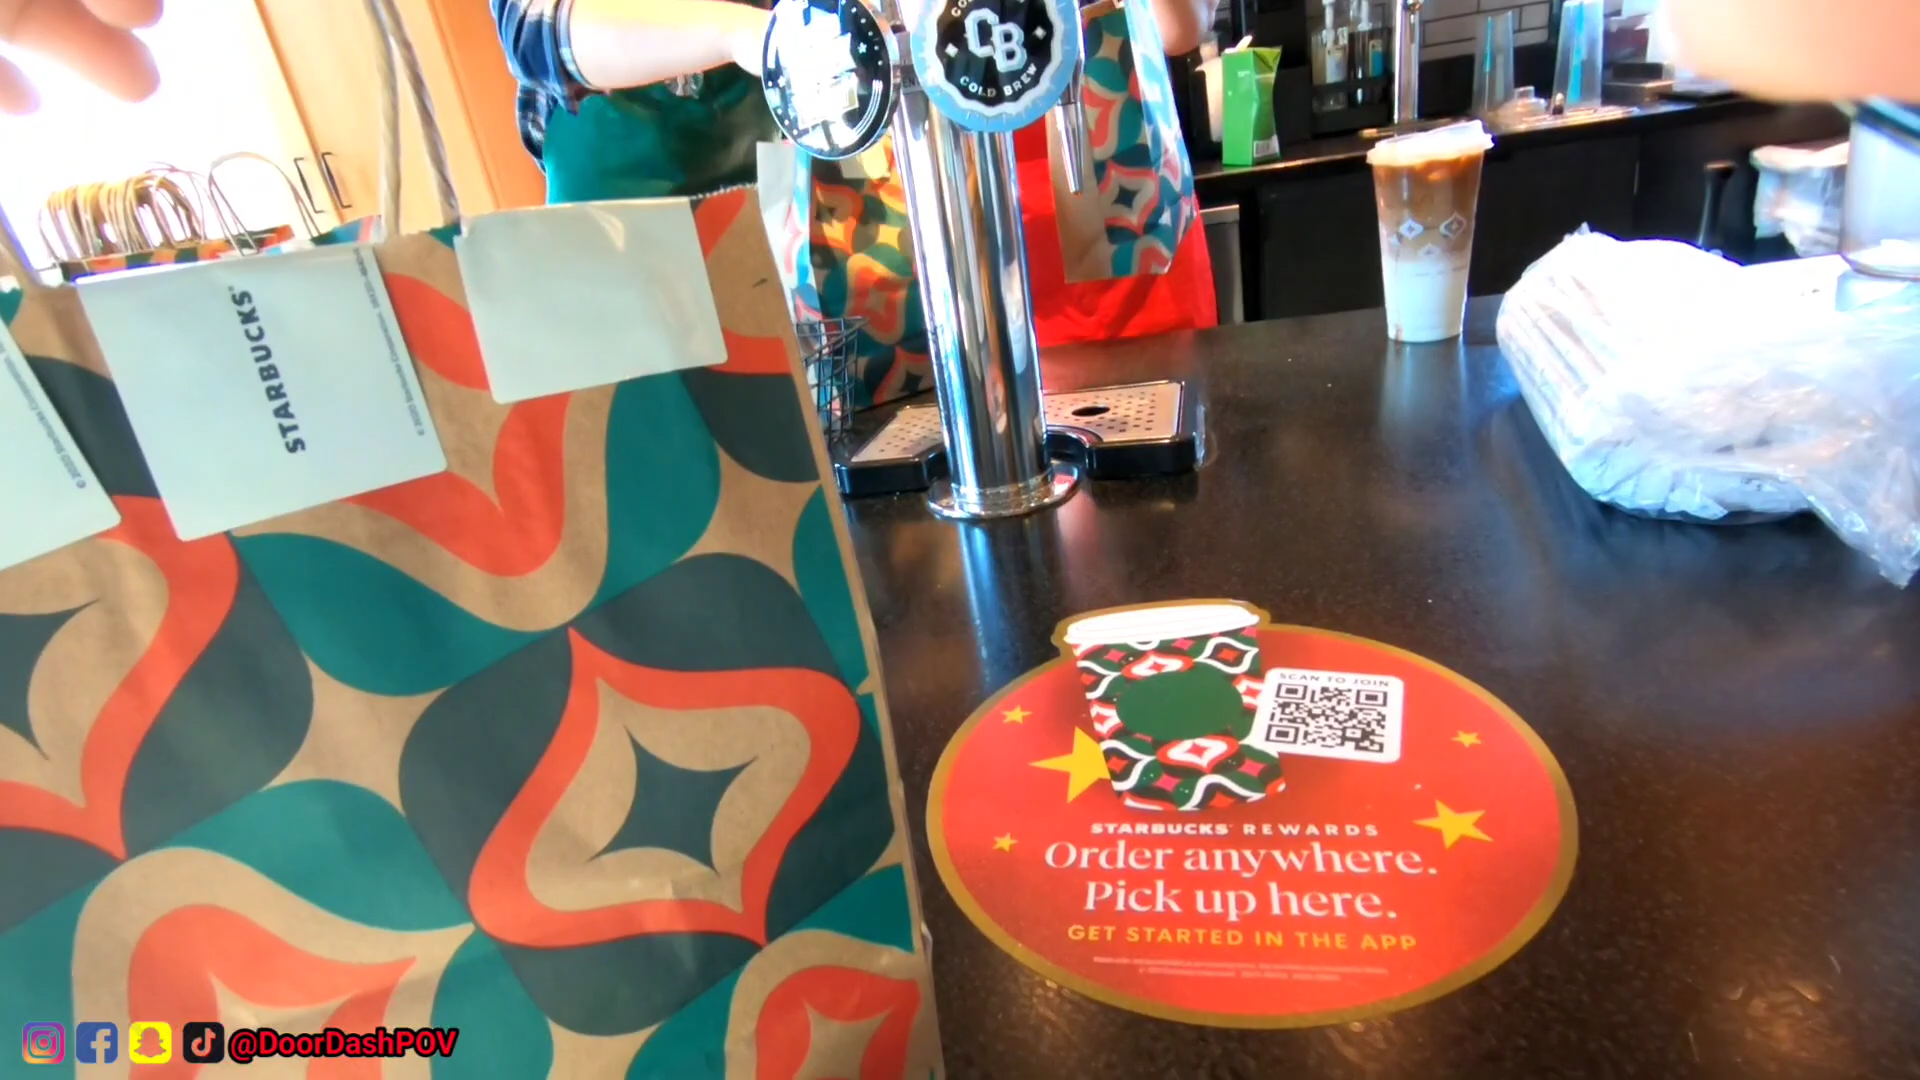 CB
COLD BREW
STARBUCKS
SCAN TO JOIN
STARBUCKS REWARDS
Order anywhere.
Pick up here.
GET STARTED IN THE APP
@DoorDashPOV